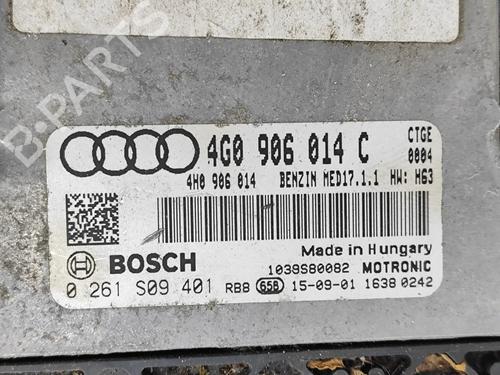 B-PARTS
4G0 906 014 C
CTGE
0004
4H0 906 014 BENZIN MED17.1.1 HW: H63
BOSCH
Made in Hungary
1039S80082 MOTRONIC
0 261 S09 401 RB8 658 15-09-01 1638 0242